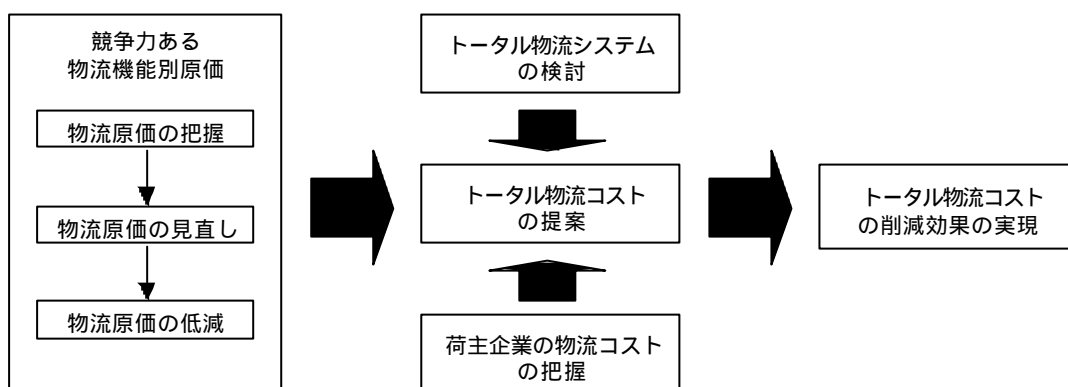 競争力ある
物流機能別原価
物流原価の把握
物流原価の見直し
物流原価の低減
トータル物流システム
の検討
トータル物流コスト
の提案
荷主企業の物流コスト
の把握
トータル物流コスト
の削減効果の実現